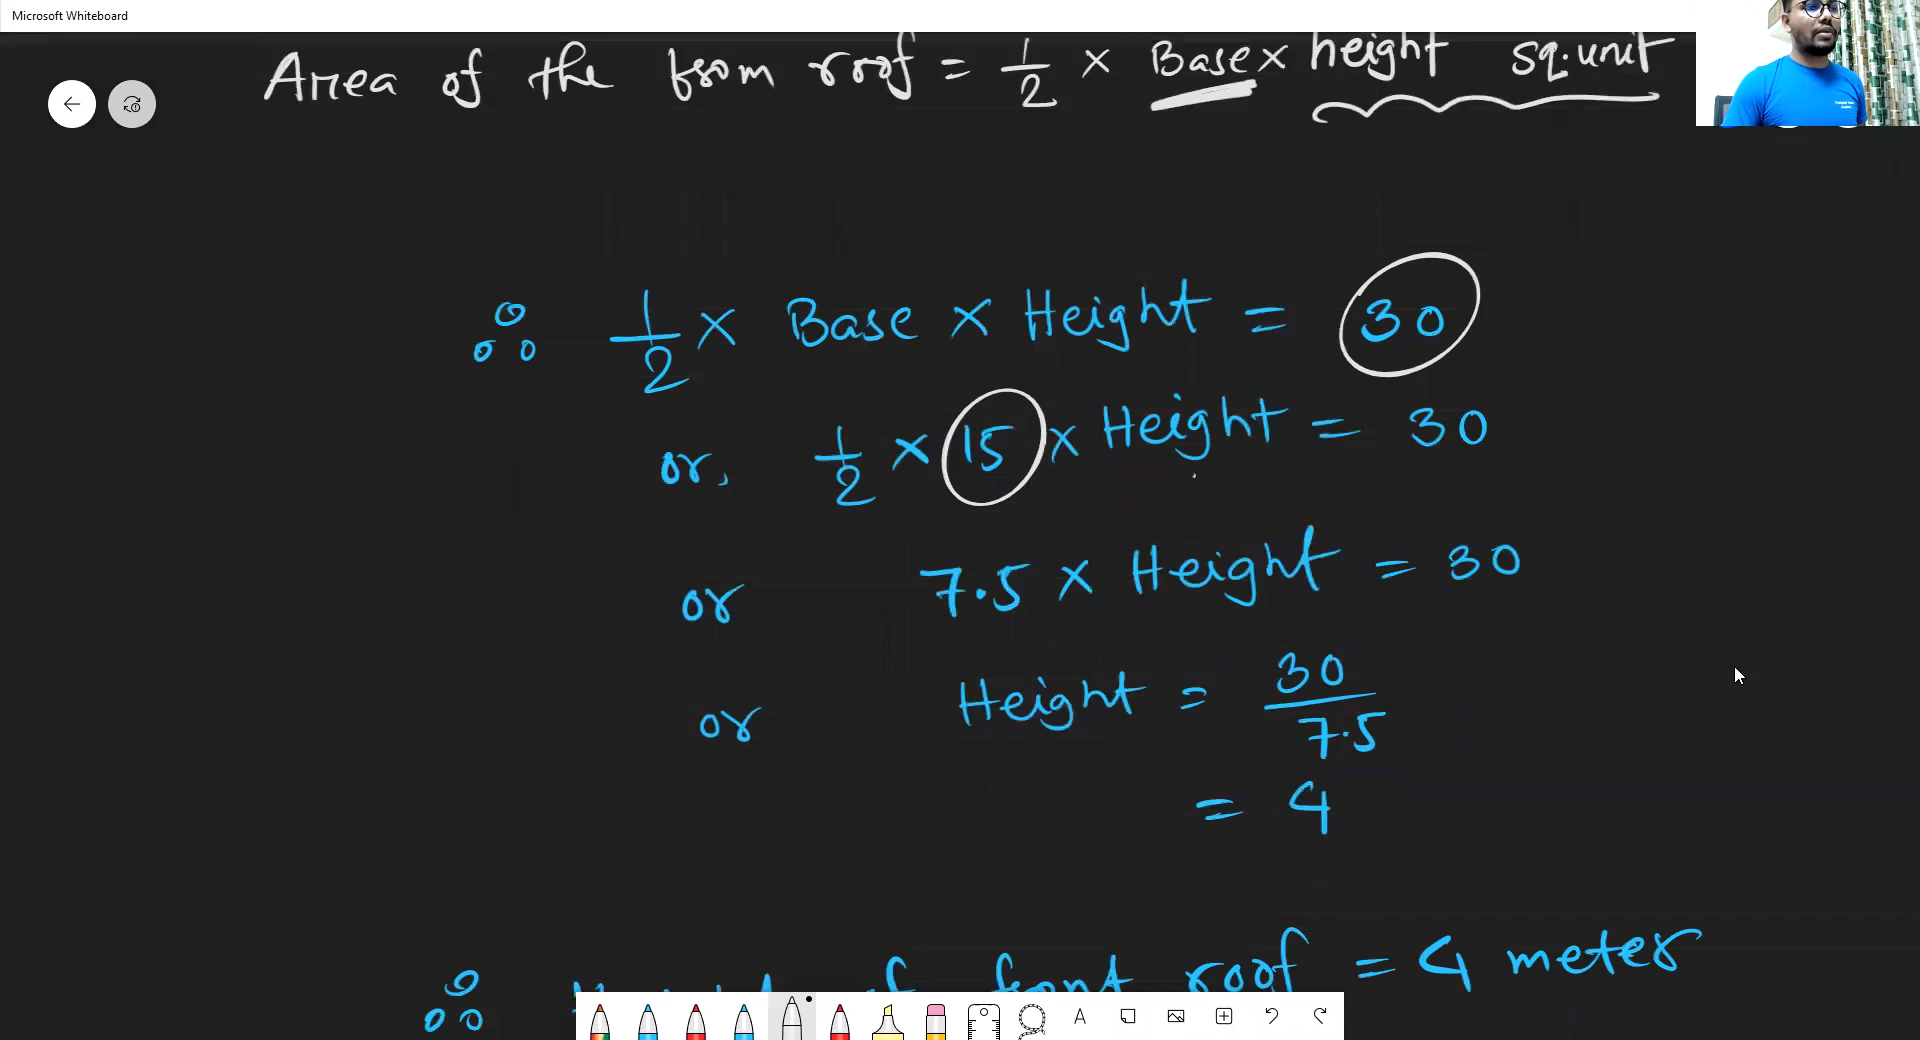 Microsoft Whiteboard
Area of the from roof = 1/2 × Base × height sq.unit
∴ 1/2 × Base × Height = 30
or, 1/2 × 15 × Height = 30
or 7.5 × Height = 30
or Height = 30/7.5
= 4
∴ of front roof = 4 meter
A